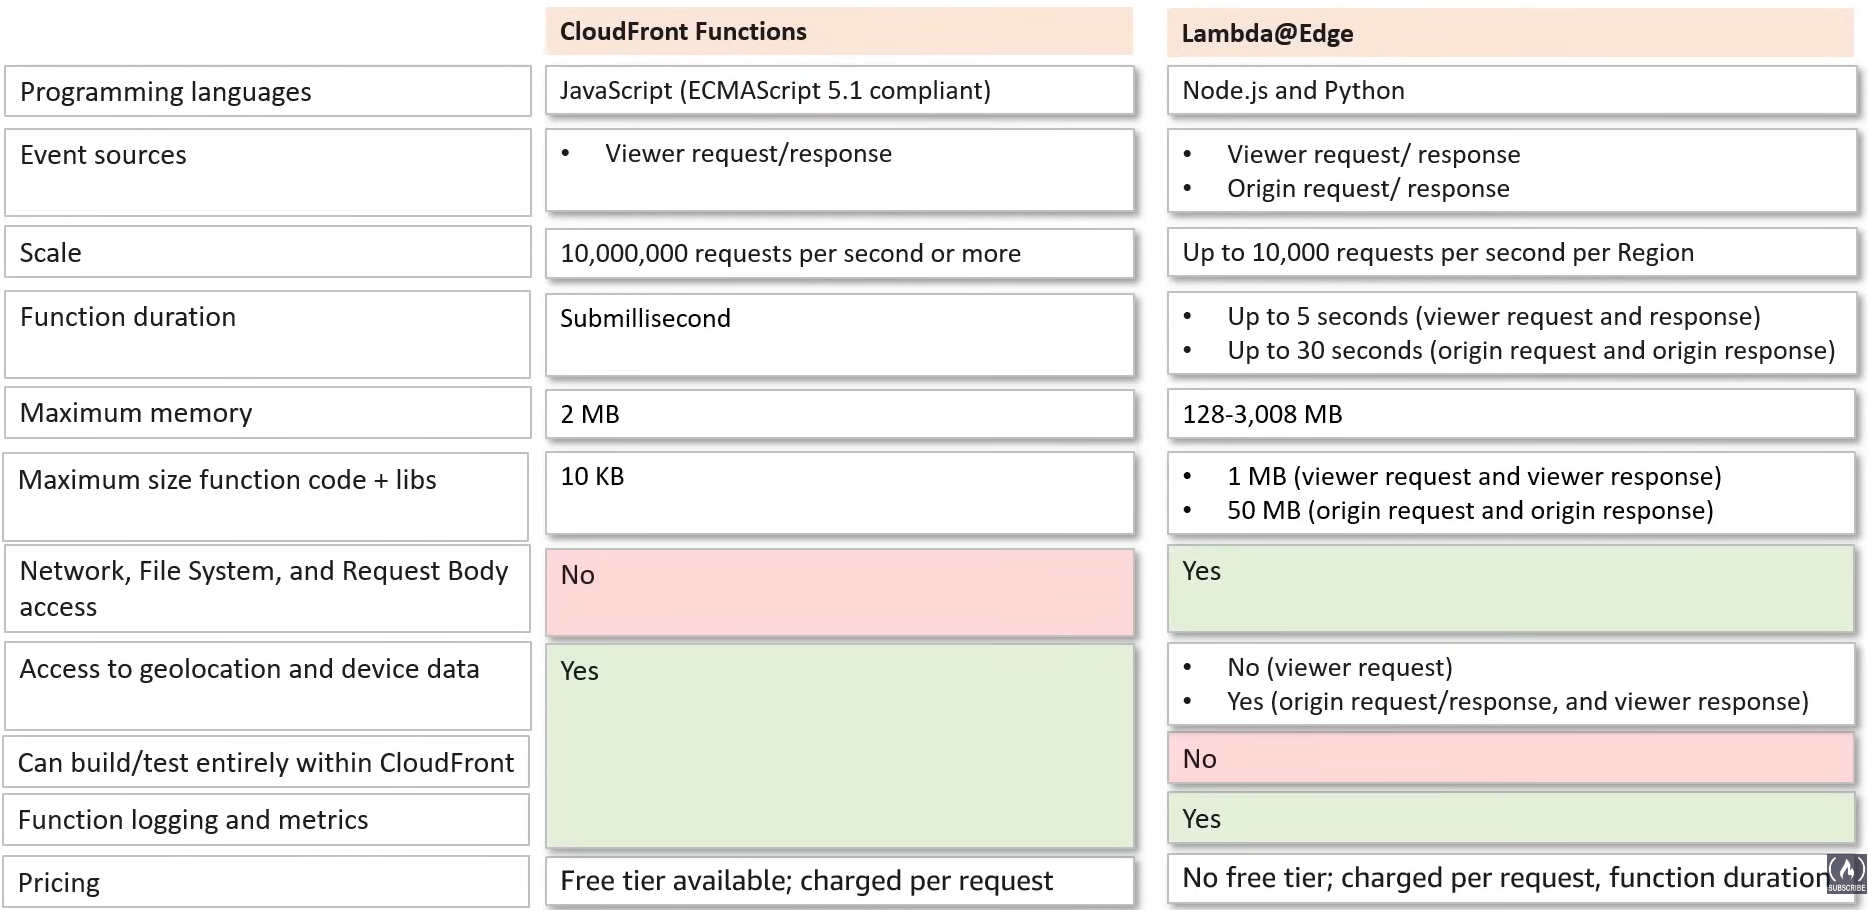 CloudFront Functions
Lambda@Edge
Programming languages
JavaScript (ECMAScript 5.1 compliant)
Node.js and Python
Event sources
• Viewer request/response
• Viewer request/ response
• Origin request/ response
Scale
10,000,000 requests per second or more
Up to 10,000 requests per second per Region
Function duration
Submillisecond
• Up to 5 seconds (viewer request and response)
• Up to 30 seconds (origin request and origin response)
Maximum memory
2 MB
128-3,008 MB
Maximum size function code + libs
10 KB
• 1 MB (viewer request and viewer response)
• 50 MB (origin request and origin response)
Network, File System, and Request Body
access
No
Yes
Access to geolocation and device data
Yes
• No (viewer request)
• Yes (origin request/response, and viewer response)
Can build/test entirely within CloudFront
No
Function logging and metrics
Yes
Pricing
Free tier available; charged per request
No free tier; charged per request, function duration
SUBSCRIBE